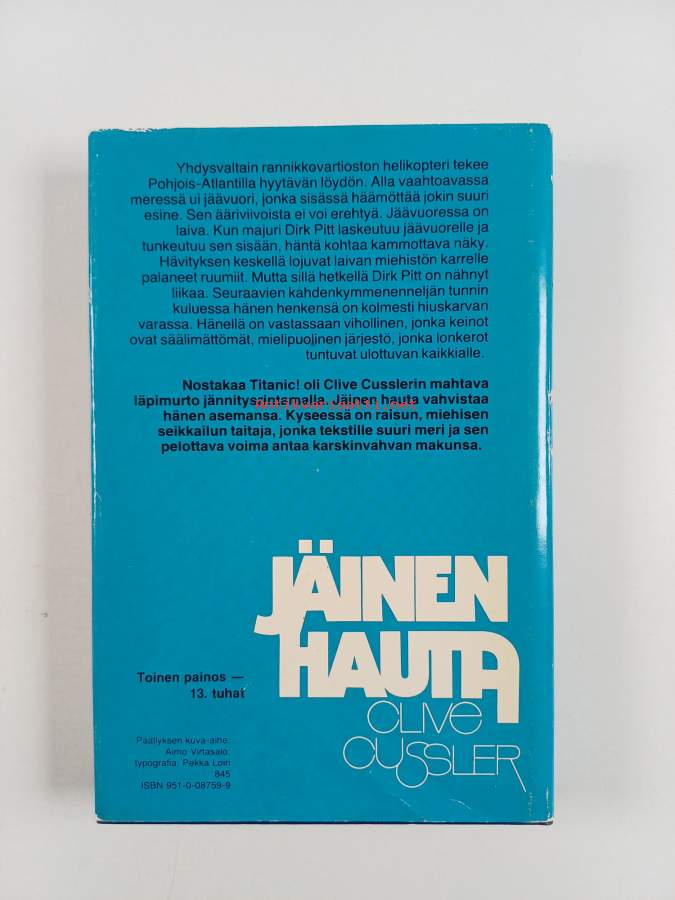 Yhdysvaltain rannikkovartioston helikopteri tekee
Pohjois-Atlantilla hyytävän löydön. Alla vaahtoavassa
meressä ui jäävuori, jonka sisässä häämöttää jokin suuri
esine. Sen ääriviivoista ei voi erehtyä. Jäävuoressa on
laiva. Kun majuri Dirk Pitt laskeutuu jäävuorelle ja
tunkeutuu sen sisään, häntä kohtaa kammottava näky.
Hävityksen keskellä lojuvat laivan miehistön karrelle
palaneet ruumiit. Mutta sillä hetkellä Dirk Pitt on nähnyt
liikaa. Seuraavien kahdenkymmenenneljän tunnin
kuluessa hänen henkensä on kolmesti hiuskarvan
varassa. Hänellä on vastassaan vihollinen, jonka keinot
ovat säälimättömät, mielipuolinen järjestö, jonka lonkerot
tuntuvat ulottuvan kaikkialle.
Nostakaa Titanic! oli Clive Cusslerin mahtava
läpimurto jännitysrintamalla. Jäinen hauta vahvistaa
hänen asemansa. Kyseessä on raisun, miehisen
seikkailun taitaja, jonka tekstille suuri meri ja sen
pelottava voima antaa karskinvahvan makunsa.
JÄINEN
HAUTA
CLIVE
CUSSLER
Toinen painos —
13. tuhat
Päällyksen kuva-aihe:
Aimo Virtasalo,
typografia: Pekka Loiri
845
ISBN 951-0-08759-9